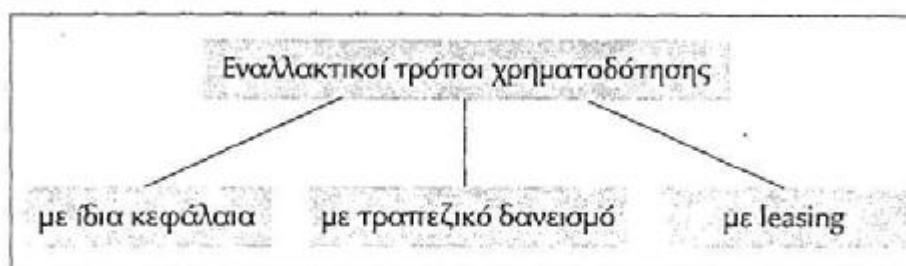 Εναλλακτικοί τρόποι χρηματοδότησης
με ίδια κεφάλαια
με τραπεζικό δανεισμό
με leasing